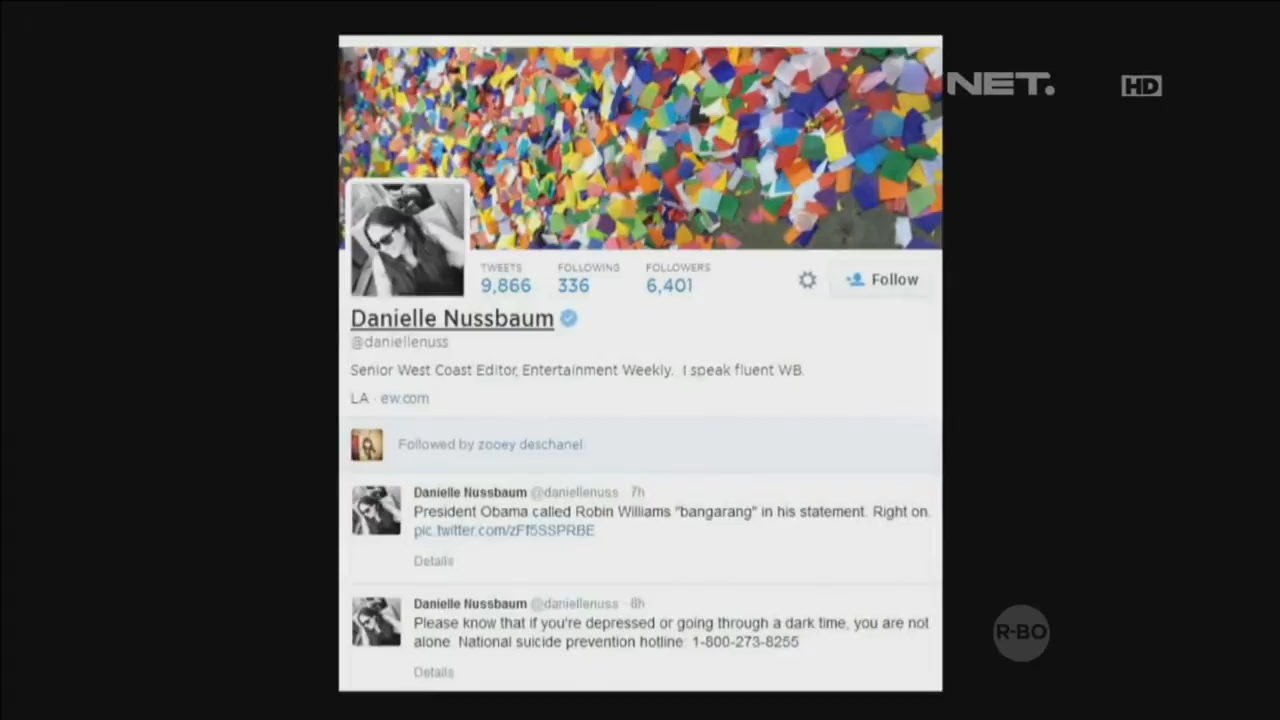 NET.
HD
TWEETS FOLLOWING FOLLOWERS
9,866 336 6,401
Follow
Danielle Nussbaum
@daniellenuss
Senior West Coast Editor, Entertainment Weekly. I speak fluent WB.
LA · ew.com
Followed by zooey deschanel
Danielle Nussbaum @daniellenuss · 7h
President Obama called Robin Williams "bangarang" in his statement. Right on.
pic.twitter.com/zFf5SSPRBE
Details
Danielle Nussbaum @daniellenuss · 8h
Please know that if you're depressed or going through a dark time, you are not
alone. National suicide prevention hotline: 1-800-273-8255
Details
R-BO